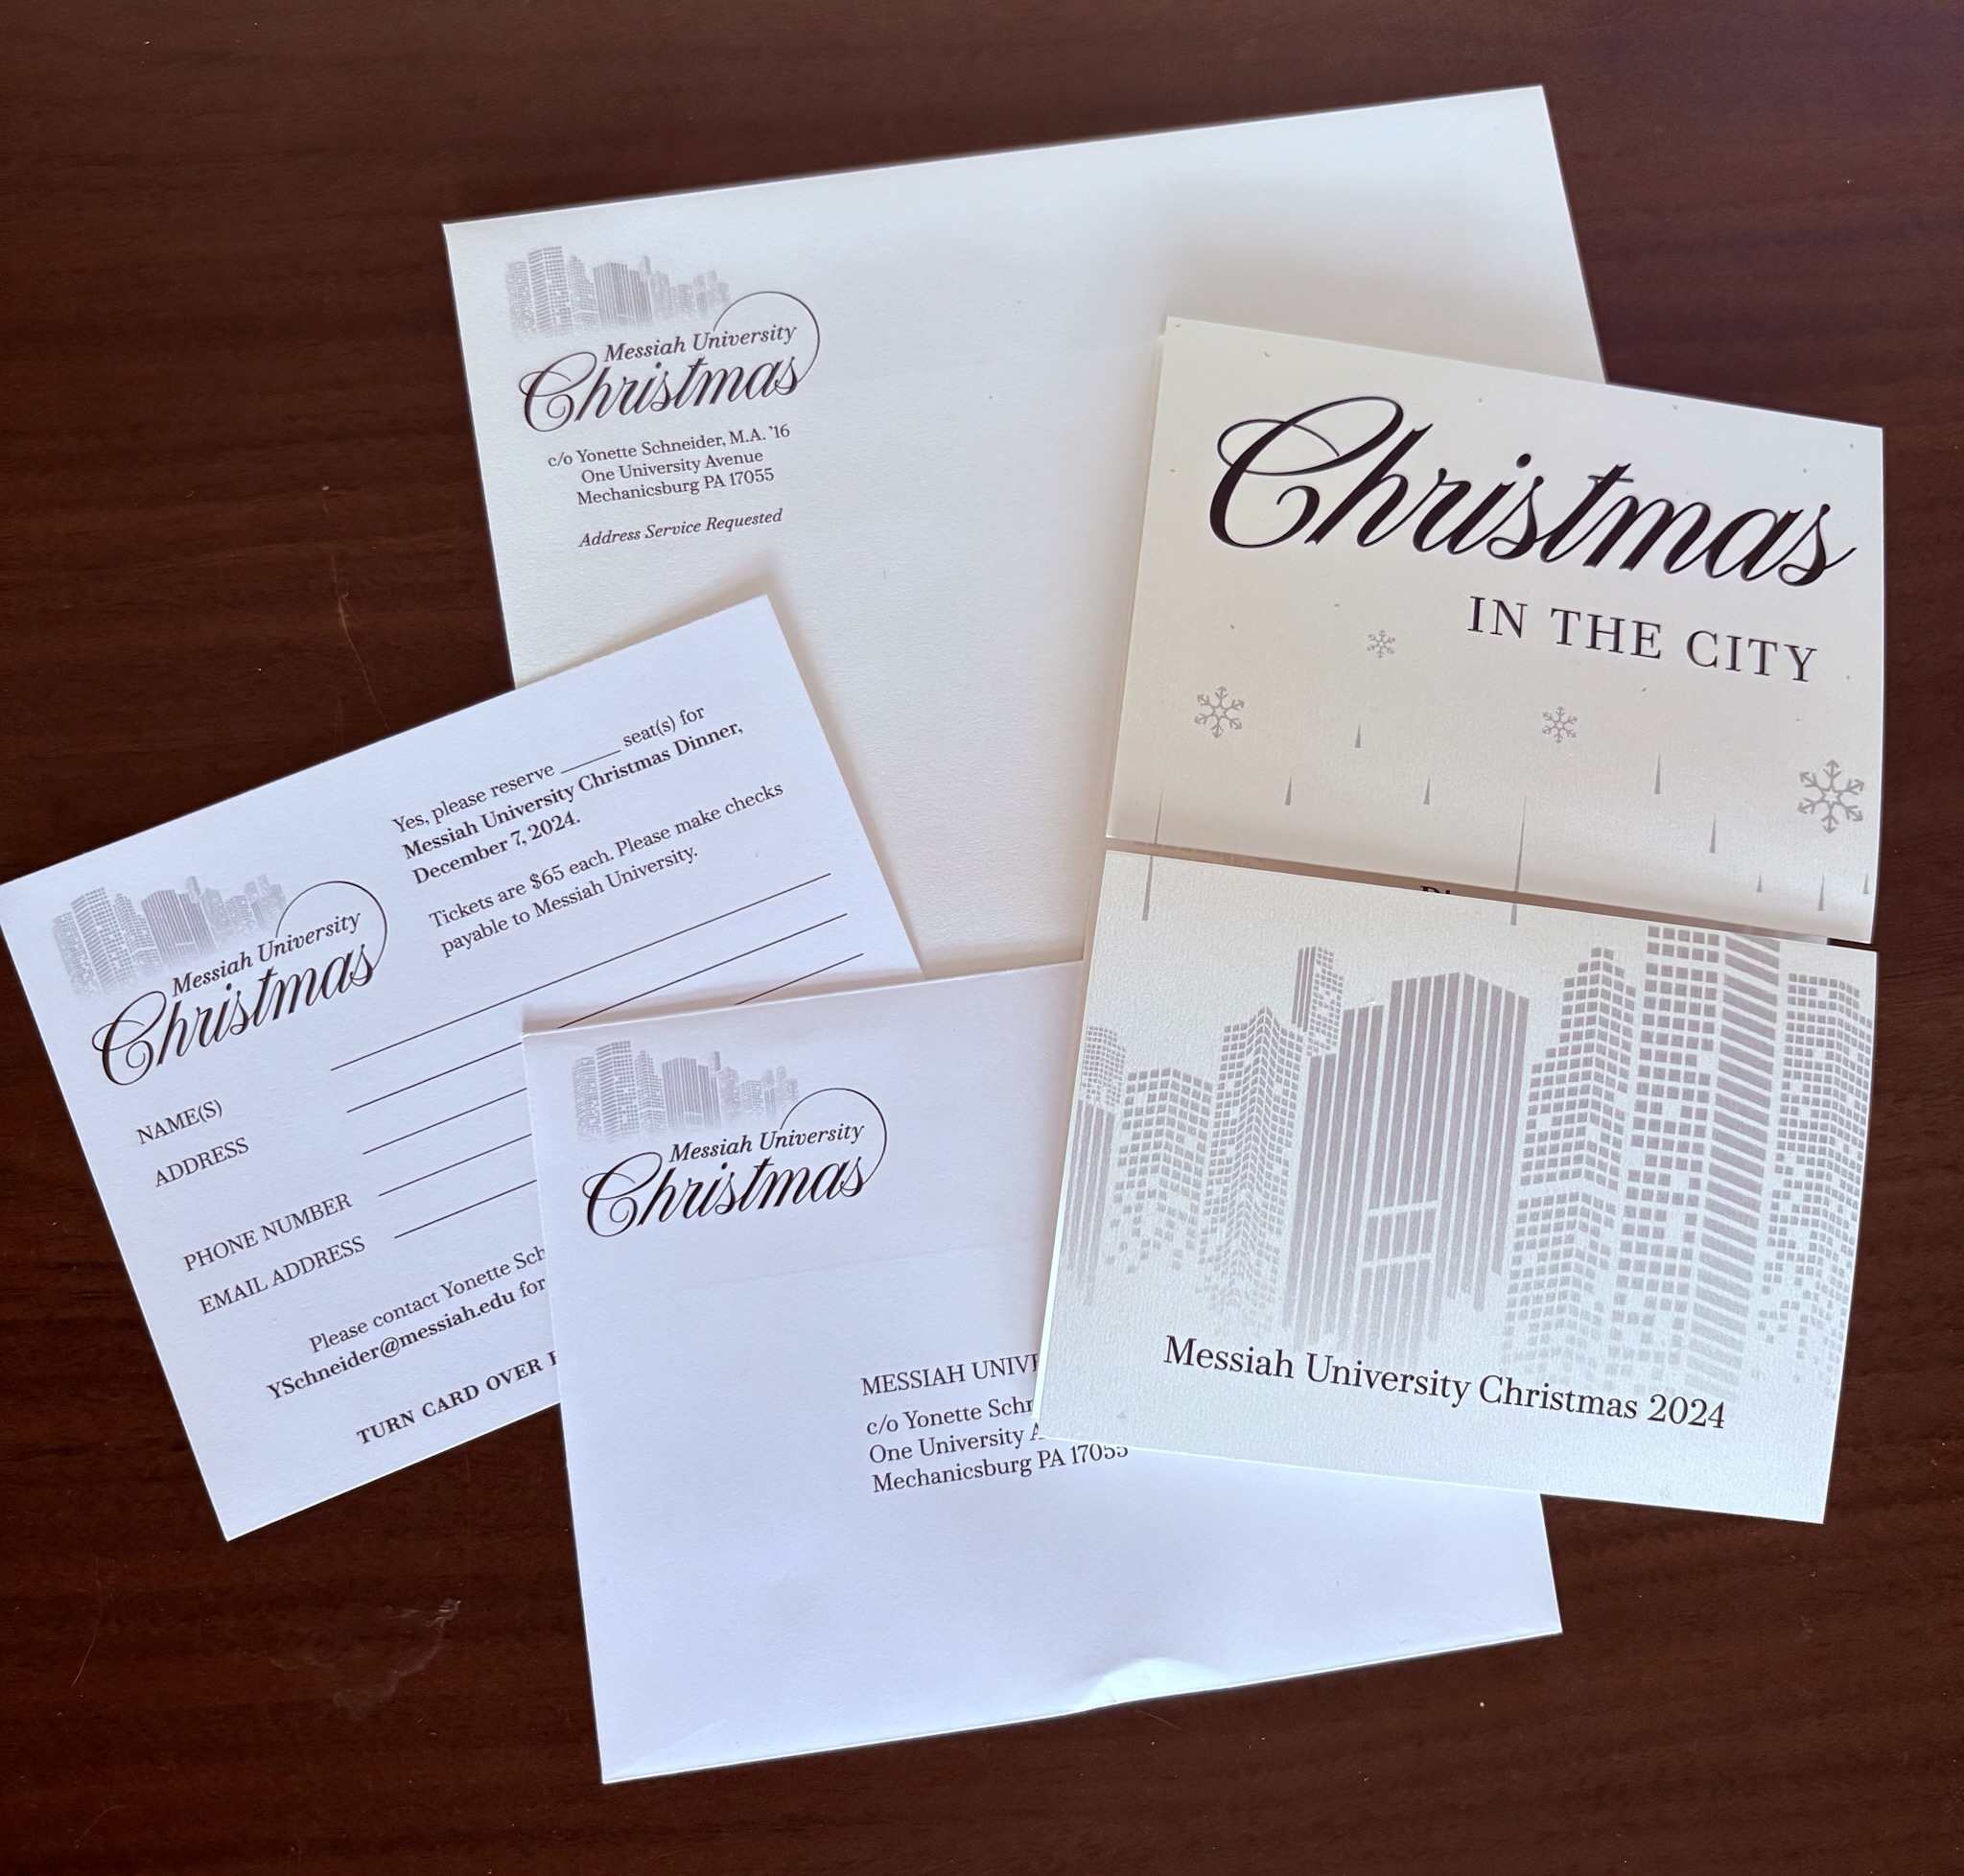 Messiah University
Christmas
c/o Yonette Schneider, M.A. '16
One University Avenue
Mechanicsburg PA 17055
Address Service Requested
Christmas
IN THE CITY
Messiah University Christmas 2024
Yes, please reserve ______ seat(s) for
Messiah University Christmas Dinner,
December 7, 2024.
Tickets are $65 each. Please make checks
payable to Messiah University.
Messiah University
Christmas
NAME(S)
ADDRESS
PHONE NUMBER
EMAIL ADDRESS
Please contact Yonette Sch
YSchneider@messiah.edu for
TURN CARD OVER
Messiah University
Christmas
MESSIAH UNIVE
c/o Yonette Schn
One University A
Mechanicsburg PA 17055